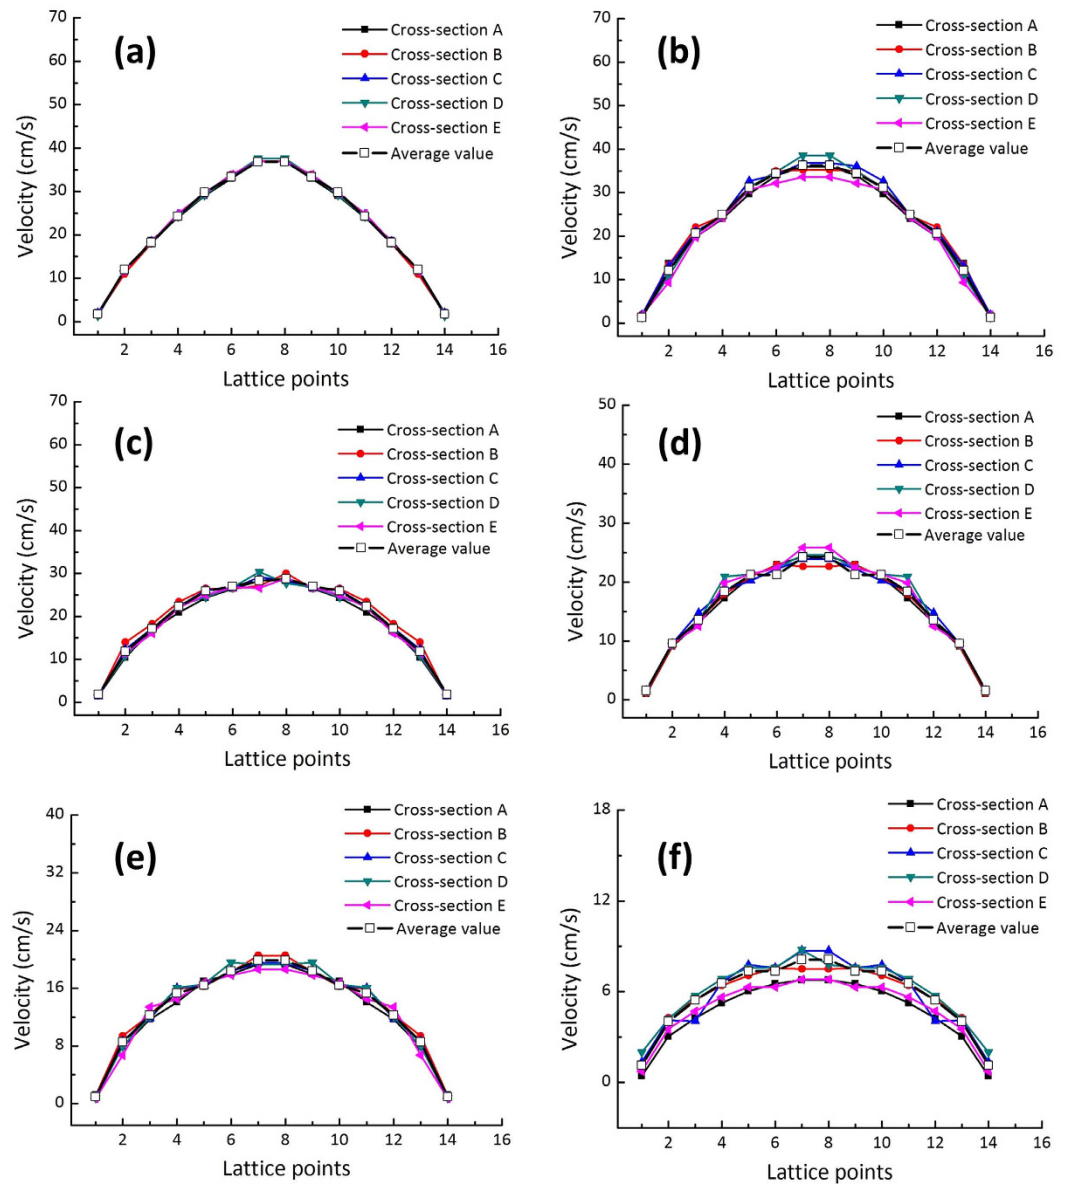 (a)
Cross-section A
Cross-section B
Cross-section C
Cross-section D
Cross-section E
Average value
70
60
50
40
30
20
10
0
Velocity (cm/s)
2 4 6 8 10 12 14 16
Lattice points
(b)
Cross-section A
Cross-section B
Cross-section C
Cross-section D
Cross-section E
Average value
70
60
50
40
30
20
10
0
Velocity (cm/s)
2 4 6 8 10 12 14 16
Lattice points
(c)
Cross-section A
Cross-section B
Cross-section C
Cross-section D
Cross-section E
Average value
70
60
50
40
30
20
10
0
Velocity (cm/s)
2 4 6 8 10 12 14 16
Lattice points
(d)
Cross-section A
Cross-section B
Cross-section C
Cross-section D
Cross-section E
Average value
50
40
30
20
10
0
Velocity (cm/s)
2 4 6 8 10 12 14 16
Lattice points
(e)
Cross-section A
Cross-section B
Cross-section C
Cross-section D
Cross-section E
Average value
40
32
24
16
8
0
Velocity (cm/s)
2 4 6 8 10 12 14 16
Lattice points
(f)
Cross-section A
Cross-section B
Cross-section C
Cross-section D
Cross-section E
Average value
18
12
6
0
Velocity (cm/s)
2 4 6 8 10 12 14 16
Lattice points